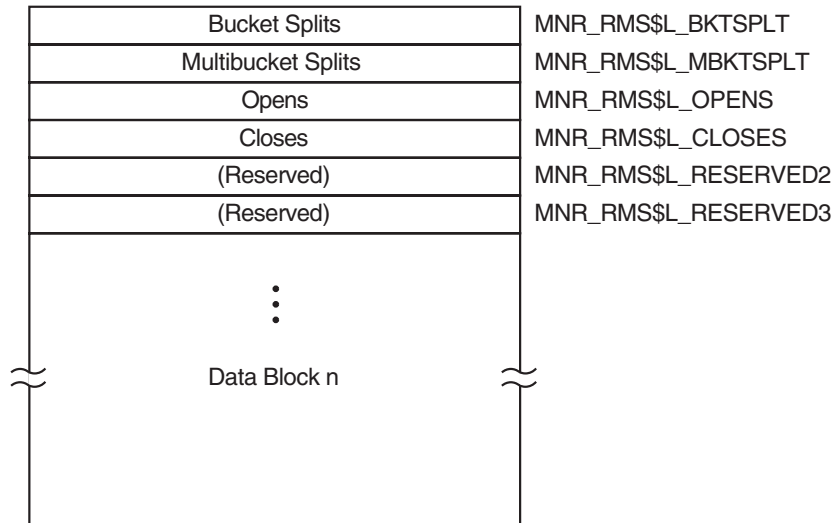 Bucket Splits MNR_RMS$L_BKTSPLT
Multibucket Splits MNR_RMS$L_MBKTSPLT
Opens MNR_RMS$L_OPENS
Closes MNR_RMS$L_CLOSES
(Reserved) MNR_RMS$L_RESERVED2
(Reserved) MNR_RMS$L_RESERVED3
Data Block n